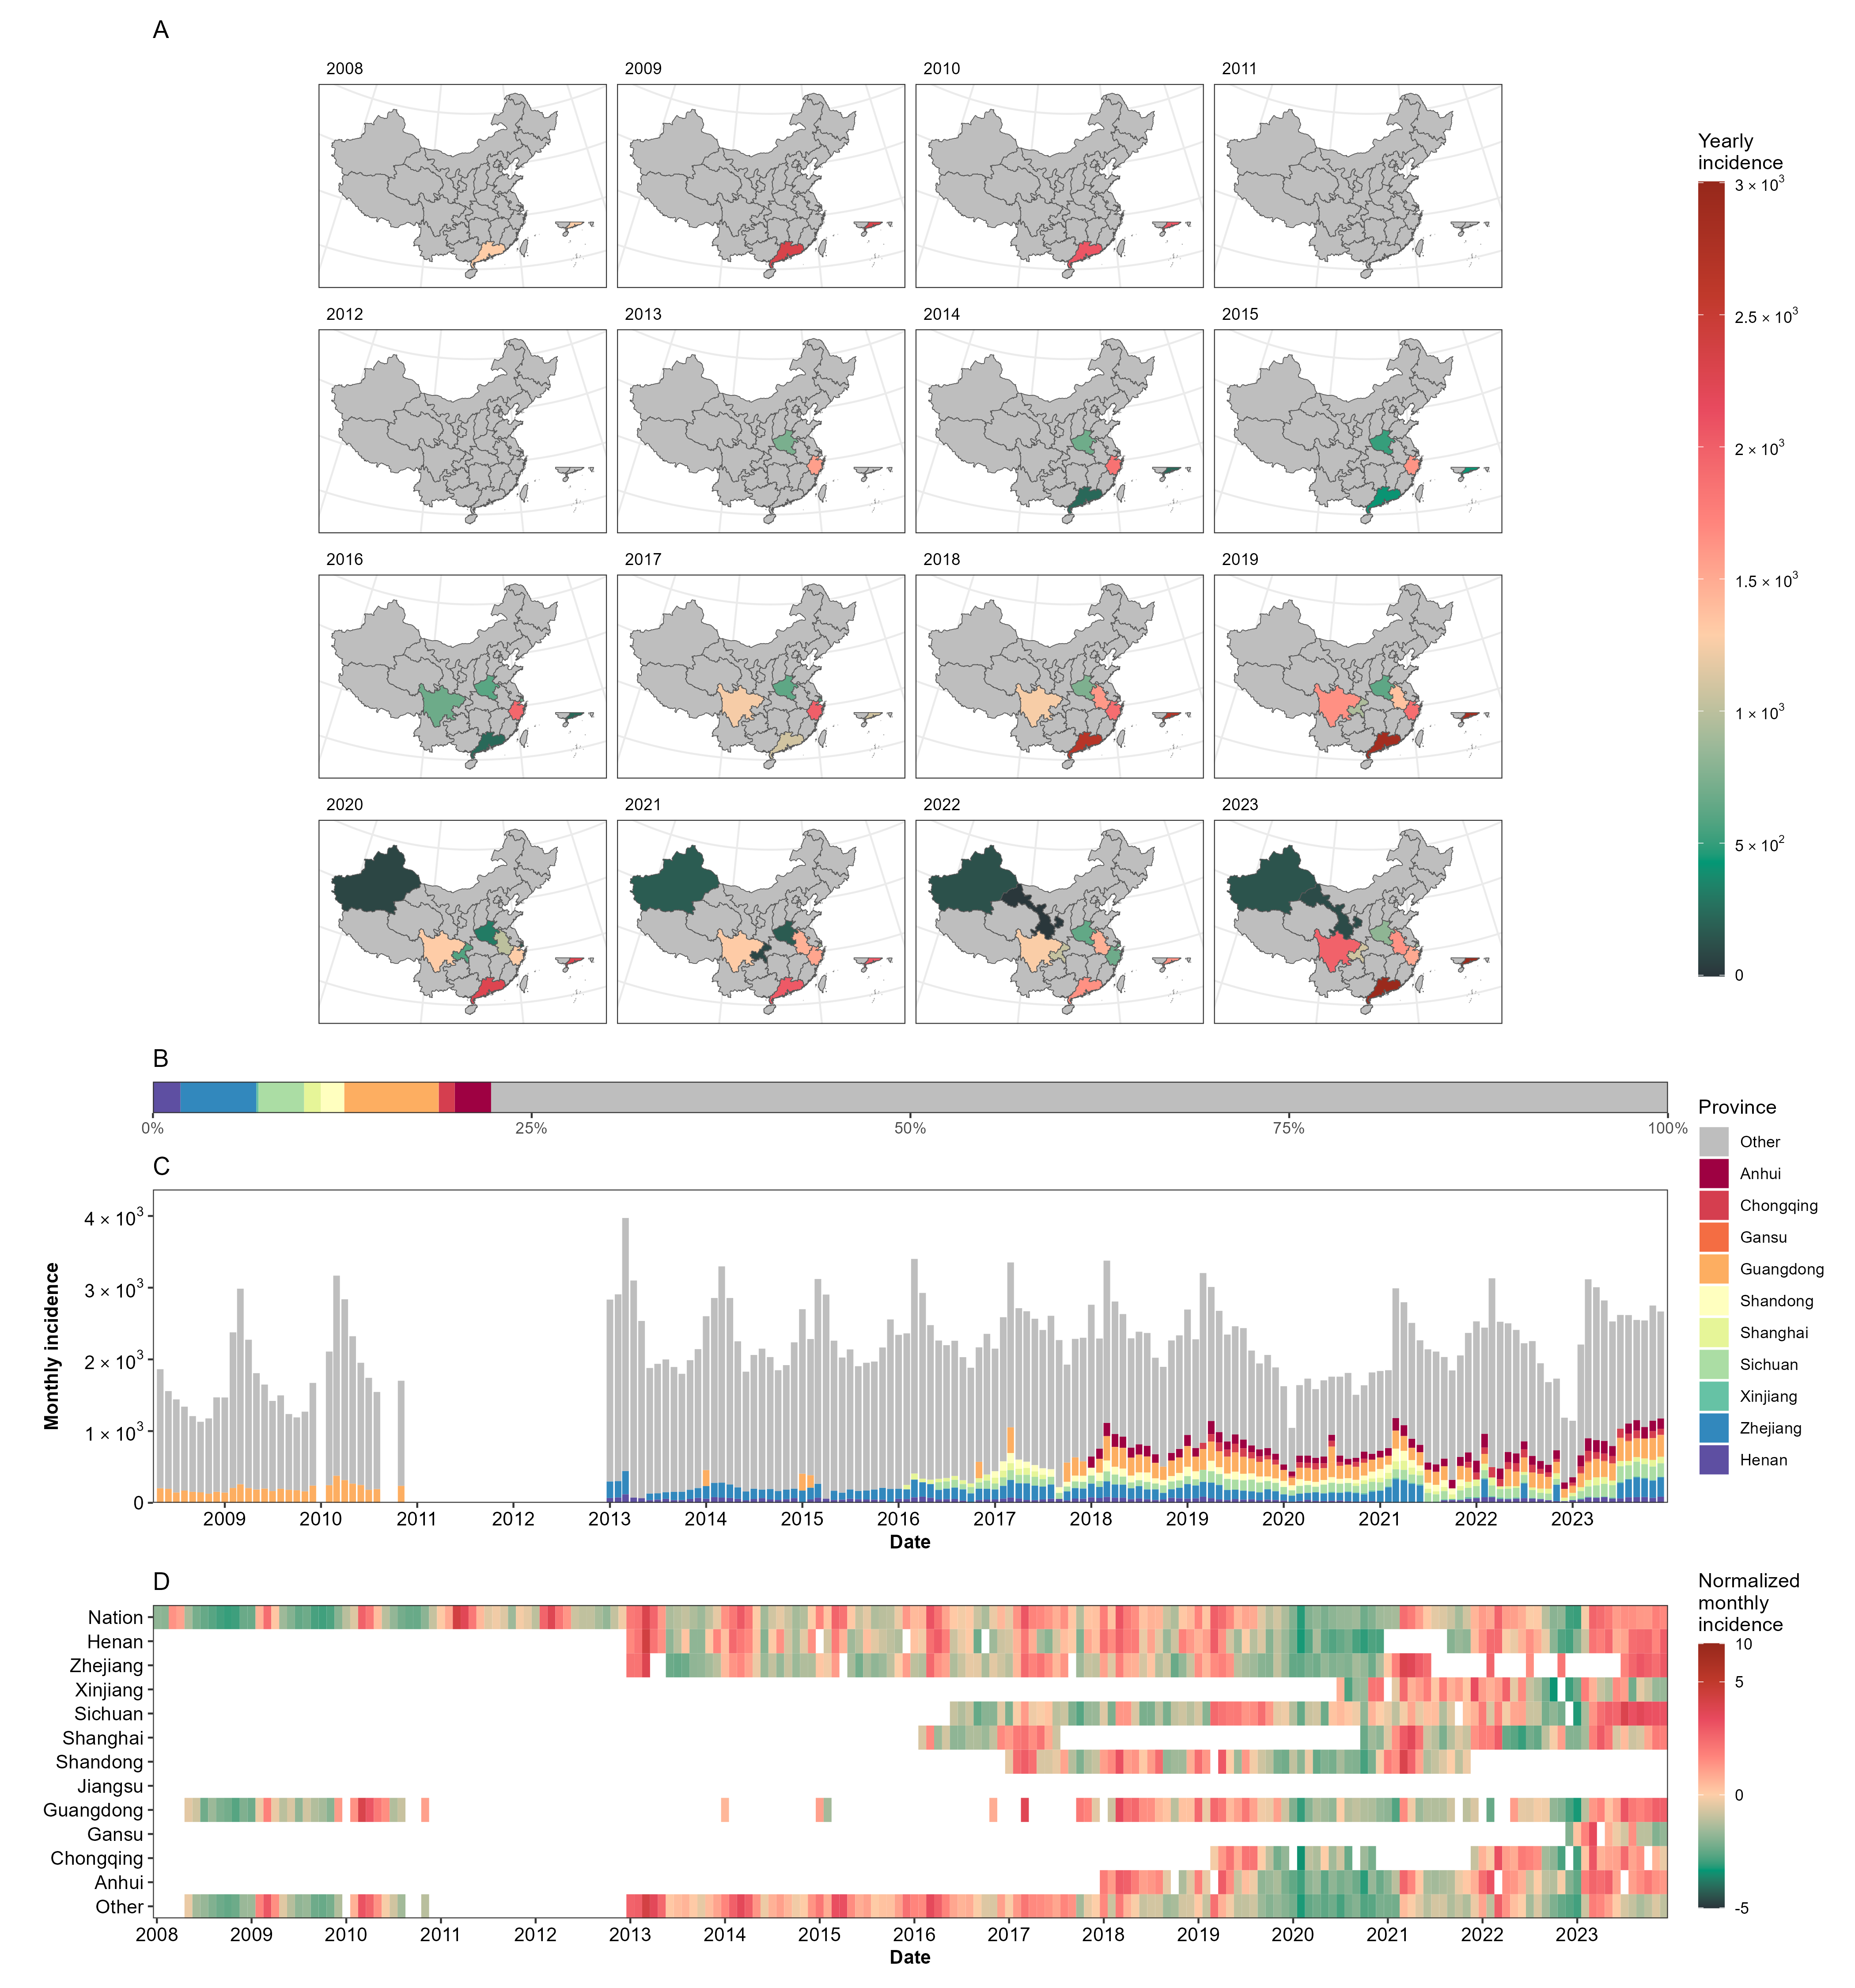 A
2008
2009
2010
2011
2012
2013
2014
2015
2016
2017
2018
2019
2020
2021
2022
2023
Yearly
incidence
3 × 10³
2.5 × 10³
2 × 10³
1.5 × 10³
1 × 10³
5 × 10²
0
B
0%
25%
50%
75%
100%
Province
Other
Anhui
Chongqing
Gansu
Guangdong
Shandong
Shanghai
Sichuan
Xinjiang
Zhejiang
Henan
C
Monthly incidence
4 × 10³
3 × 10³
2 × 10³
1 × 10³
0
2009
2010
2011
2012
2013
2014
2015
2016
2017
2018
2019
2020
2021
2022
2023
Date
D
Nation
Henan
Zhejiang
Xinjiang
Sichuan
Shanghai
Shandong
Jiangsu
Guangdong
Gansu
Chongqing
Anhui
Other
2008
2009
2010
2011
2012
2013
2014
2015
2016
2017
2018
2019
2020
2021
2022
2023
Date
Normalized
monthly
incidence
10
5
0
-5